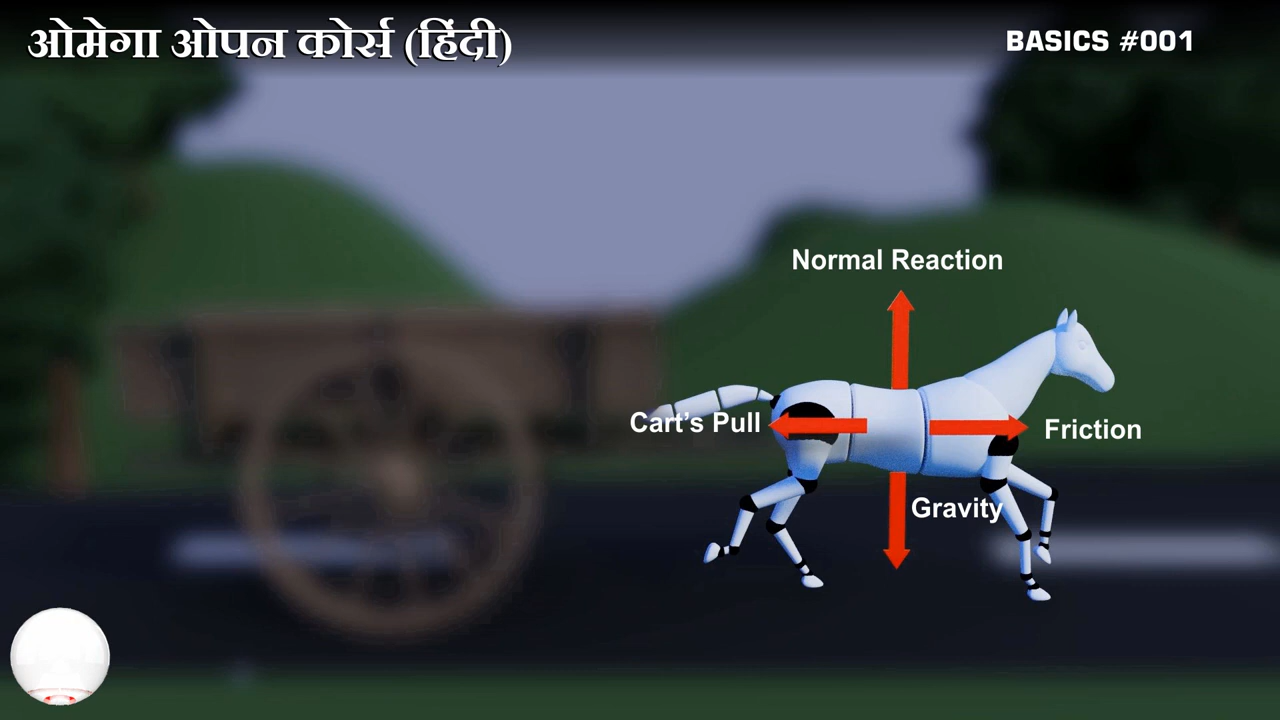 ओमेगा ओपन कोर्स (हिंदी)
BASICS #001
Normal Reaction
Cart's Pull
Friction
Gravity